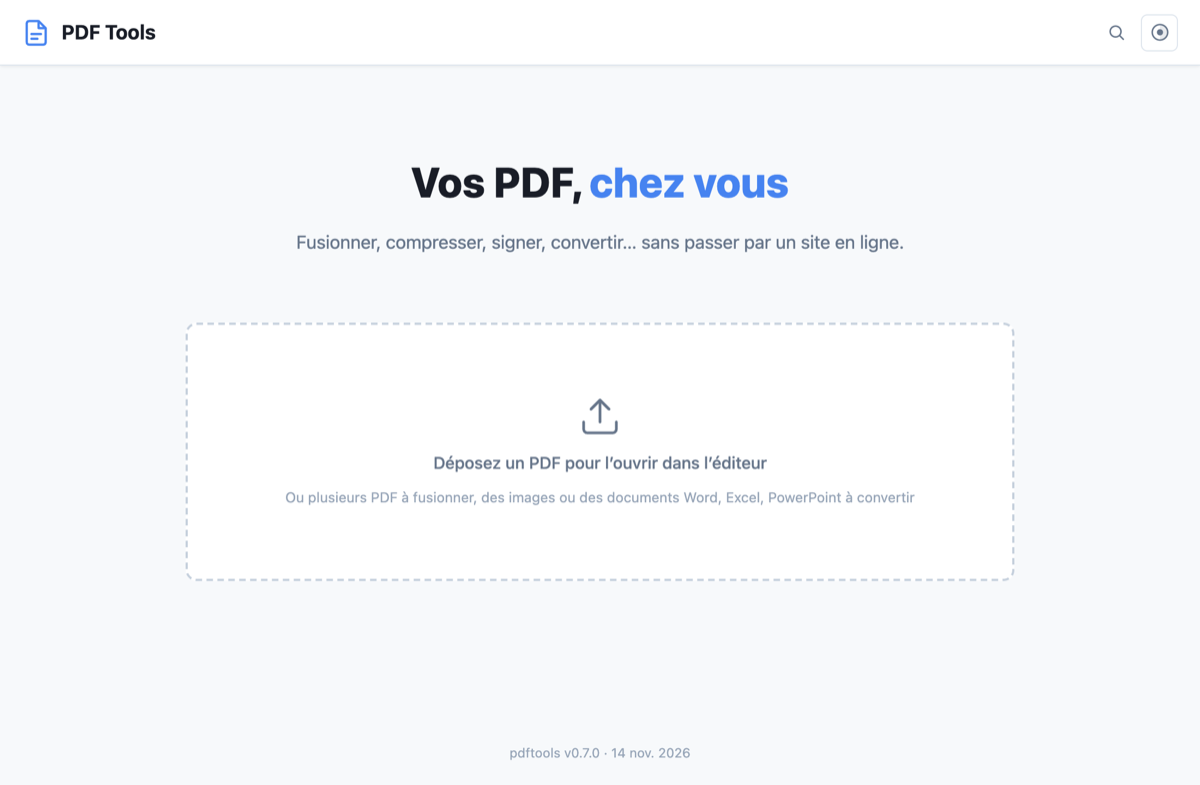 PDF Tools
Vos PDF, chez vous
Fusionner, compresser, signer, convertir... sans passer par un site en ligne.
Déposez un PDF pour l’ouvrir dans l’éditeur
Ou plusieurs PDF à fusionner, des images ou des documents Word, Excel, PowerPoint à convertir
pdftools v0.7.0 · 14 nov. 2026